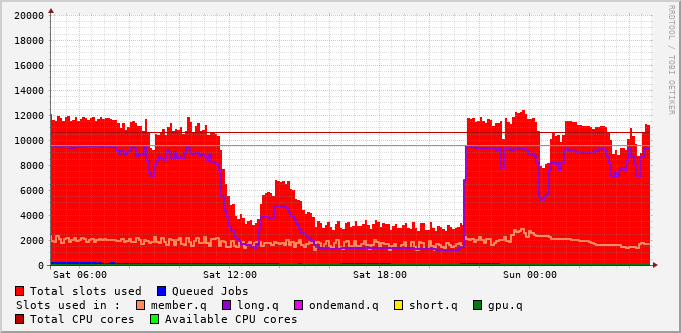 RRDTOOL / TOBI OETIKER
20000
18000
16000
14000
12000
10000
8000
6000
4000
2000
0
Sat 06:00 Sat 12:00 Sat 18:00 Sun 00:00
Total slots used Queued Jobs
Slots used in : member.q long.q ondemand.q short.q gpu.q
Total CPU cores Available CPU cores